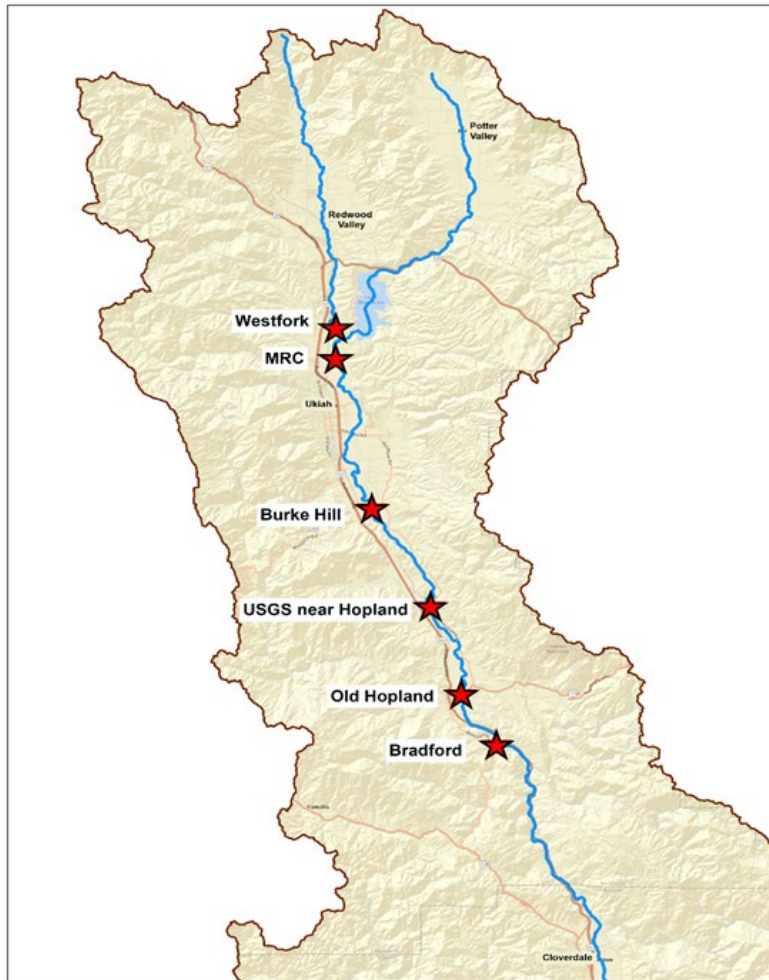 Potter
Valley
Redwood
Valley
Westfork
MRC
Ukiah
Burke Hill
USGS near Hopland
Old Hopland
Bradford
Cloverdale